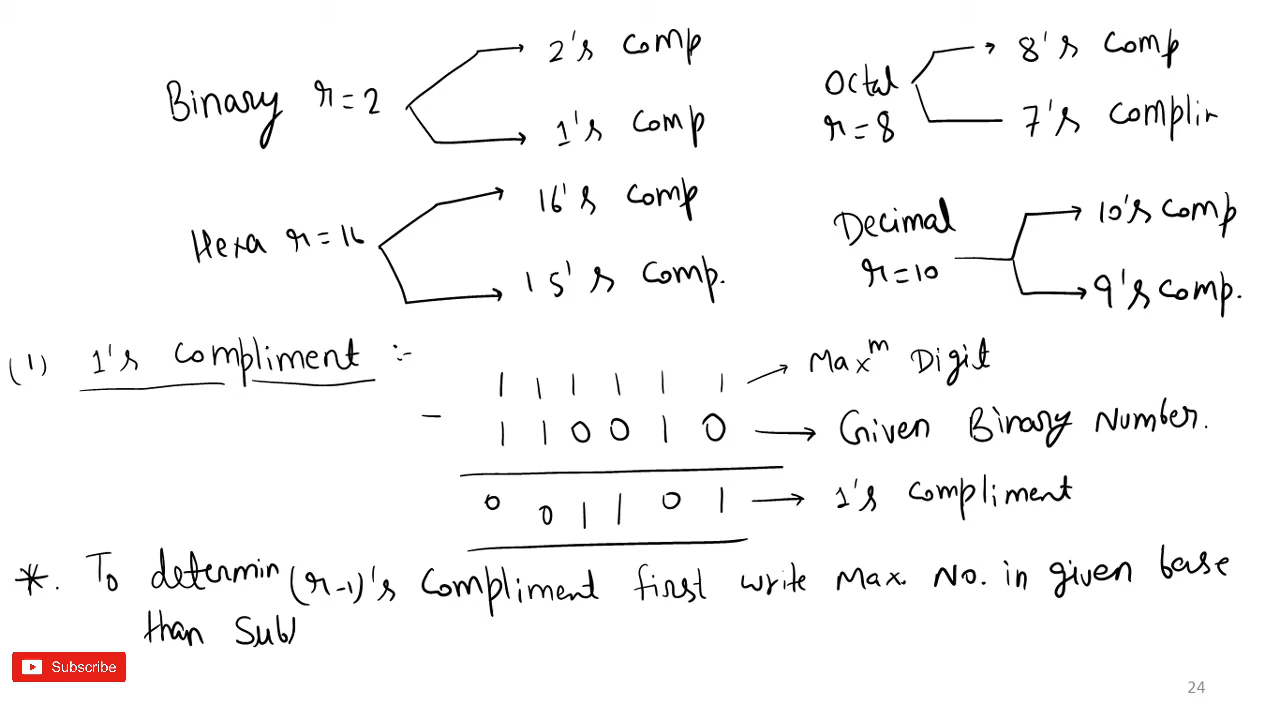 Binary r=2
2's comp
1's comp
Octal
r=8
8's comp
7's complim
Hexa r=16
16's comp
15's comp.
Decimal
r=10
10's comp
9's comp.
(1) 1's compliment :-
1 1 1 1 1 1 → Max^m Digit
- 1 1 0 0 1 0 → Given Binary Number.
0 0 1 1 0 1 → 1's compliment
*. To determin (r-1)'s compliment first write Max. No. in given base
than Sub
Subscribe
24